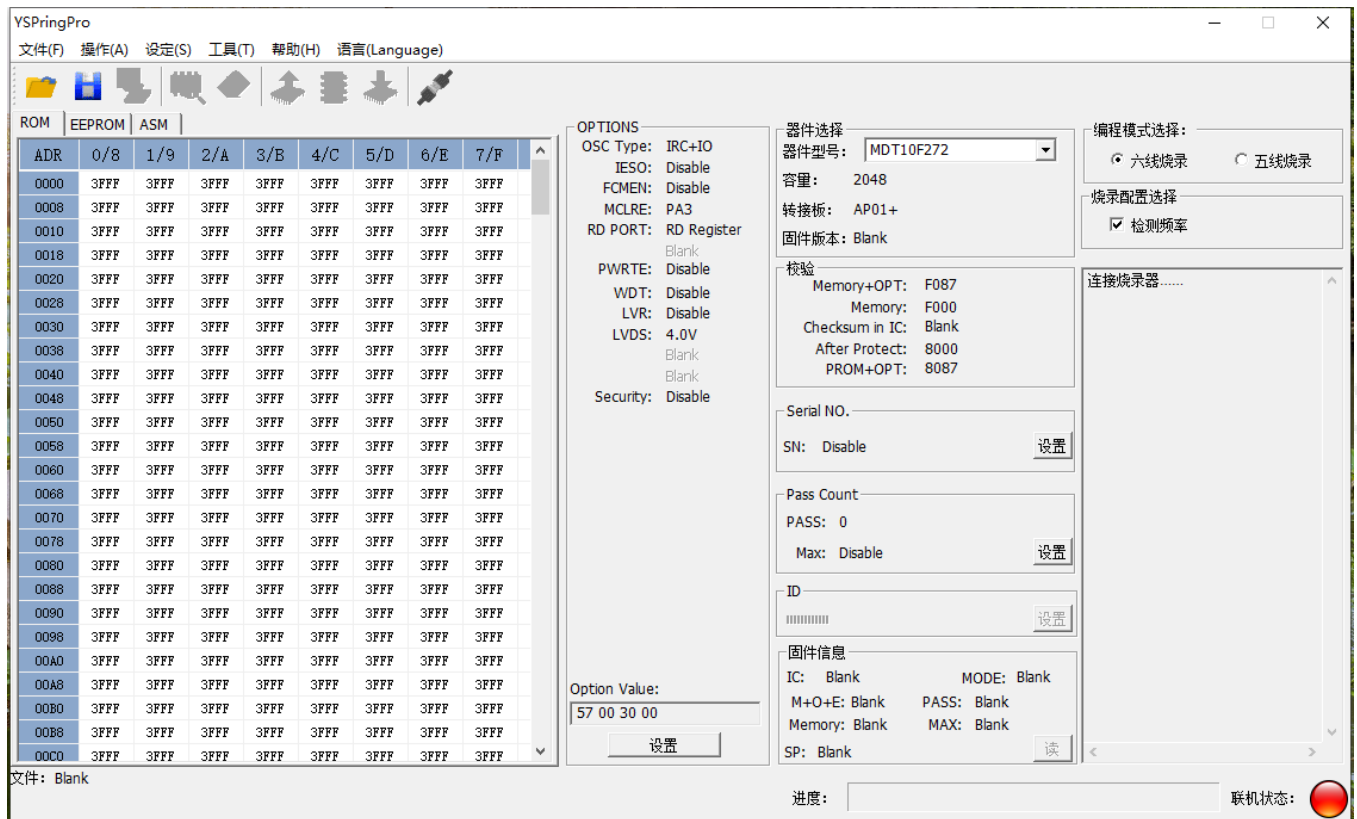 YSPringPro
文件(F) 操作(A) 设定(S) 工具(T) 帮助(H) 语言(Language)
ROM EEPROM ASM
ADR 0/8 1/9 2/A 3/B 4/C 5/D 6/E 7/F
0000 3FFF 3FFF 3FFF 3FFF 3FFF 3FFF 3FFF 3FFF
0008 3FFF 3FFF 3FFF 3FFF 3FFF 3FFF 3FFF 3FFF
0010 3FFF 3FFF 3FFF 3FFF 3FFF 3FFF 3FFF 3FFF
0018 3FFF 3FFF 3FFF 3FFF 3FFF 3FFF 3FFF 3FFF
0020 3FFF 3FFF 3FFF 3FFF 3FFF 3FFF 3FFF 3FFF
0028 3FFF 3FFF 3FFF 3FFF 3FFF 3FFF 3FFF 3FFF
0030 3FFF 3FFF 3FFF 3FFF 3FFF 3FFF 3FFF 3FFF
0038 3FFF 3FFF 3FFF 3FFF 3FFF 3FFF 3FFF 3FFF
0040 3FFF 3FFF 3FFF 3FFF 3FFF 3FFF 3FFF 3FFF
0048 3FFF 3FFF 3FFF 3FFF 3FFF 3FFF 3FFF 3FFF
0050 3FFF 3FFF 3FFF 3FFF 3FFF 3FFF 3FFF 3FFF
0058 3FFF 3FFF 3FFF 3FFF 3FFF 3FFF 3FFF 3FFF
0060 3FFF 3FFF 3FFF 3FFF 3FFF 3FFF 3FFF 3FFF
0068 3FFF 3FFF 3FFF 3FFF 3FFF 3FFF 3FFF 3FFF
0070 3FFF 3FFF 3FFF 3FFF 3FFF 3FFF 3FFF 3FFF
0078 3FFF 3FFF 3FFF 3FFF 3FFF 3FFF 3FFF 3FFF
0080 3FFF 3FFF 3FFF 3FFF 3FFF 3FFF 3FFF 3FFF
0088 3FFF 3FFF 3FFF 3FFF 3FFF 3FFF 3FFF 3FFF
0090 3FFF 3FFF 3FFF 3FFF 3FFF 3FFF 3FFF 3FFF
0098 3FFF 3FFF 3FFF 3FFF 3FFF 3FFF 3FFF 3FFF
00A0 3FFF 3FFF 3FFF 3FFF 3FFF 3FFF 3FFF 3FFF
00A8 3FFF 3FFF 3FFF 3FFF 3FFF 3FFF 3FFF 3FFF
00B0 3FFF 3FFF 3FFF 3FFF 3FFF 3FFF 3FFF 3FFF
00B8 3FFF 3FFF 3FFF 3FFF 3FFF 3FFF 3FFF 3FFF
00C0 3FFF 3FFF 3FFF 3FFF 3FFF 3FFF 3FFF 3FFF
文件: Blank
OPTIONS
OSC Type: IRC+IO
IESO: Disable
FCMEN: Disable
MCLRE: PA3
RD PORT: RD Register
Blank
PWRTE: Disable
WDT: Disable
LVR: Disable
LVDS: 4.0V
Blank
Blank
Security: Disable
Option Value:
57 00 30 00
设置
器件选择
器件型号: MDT10F272
容里: 2048
转接板: AP01+
固件版本: Blank
校验
Memory+OPT: F087
Memory: F000
Checksum in IC: Blank
After Protect: 8000
PROM+OPT: 8087
Serial NO.
SN: Disable 设置
Pass Count
PASS: 0
Max: Disable 设置
ID
设置
固件信息
IC: Blank MODE: Blank
M+O+E: Blank PASS: Blank
Memory: Blank MAX: Blank
SP: Blank 读
编程模式选择:
六线烧录 五线烧录
烧录配置选择
检测频率
连接烧录器......
进度:
联机状态: